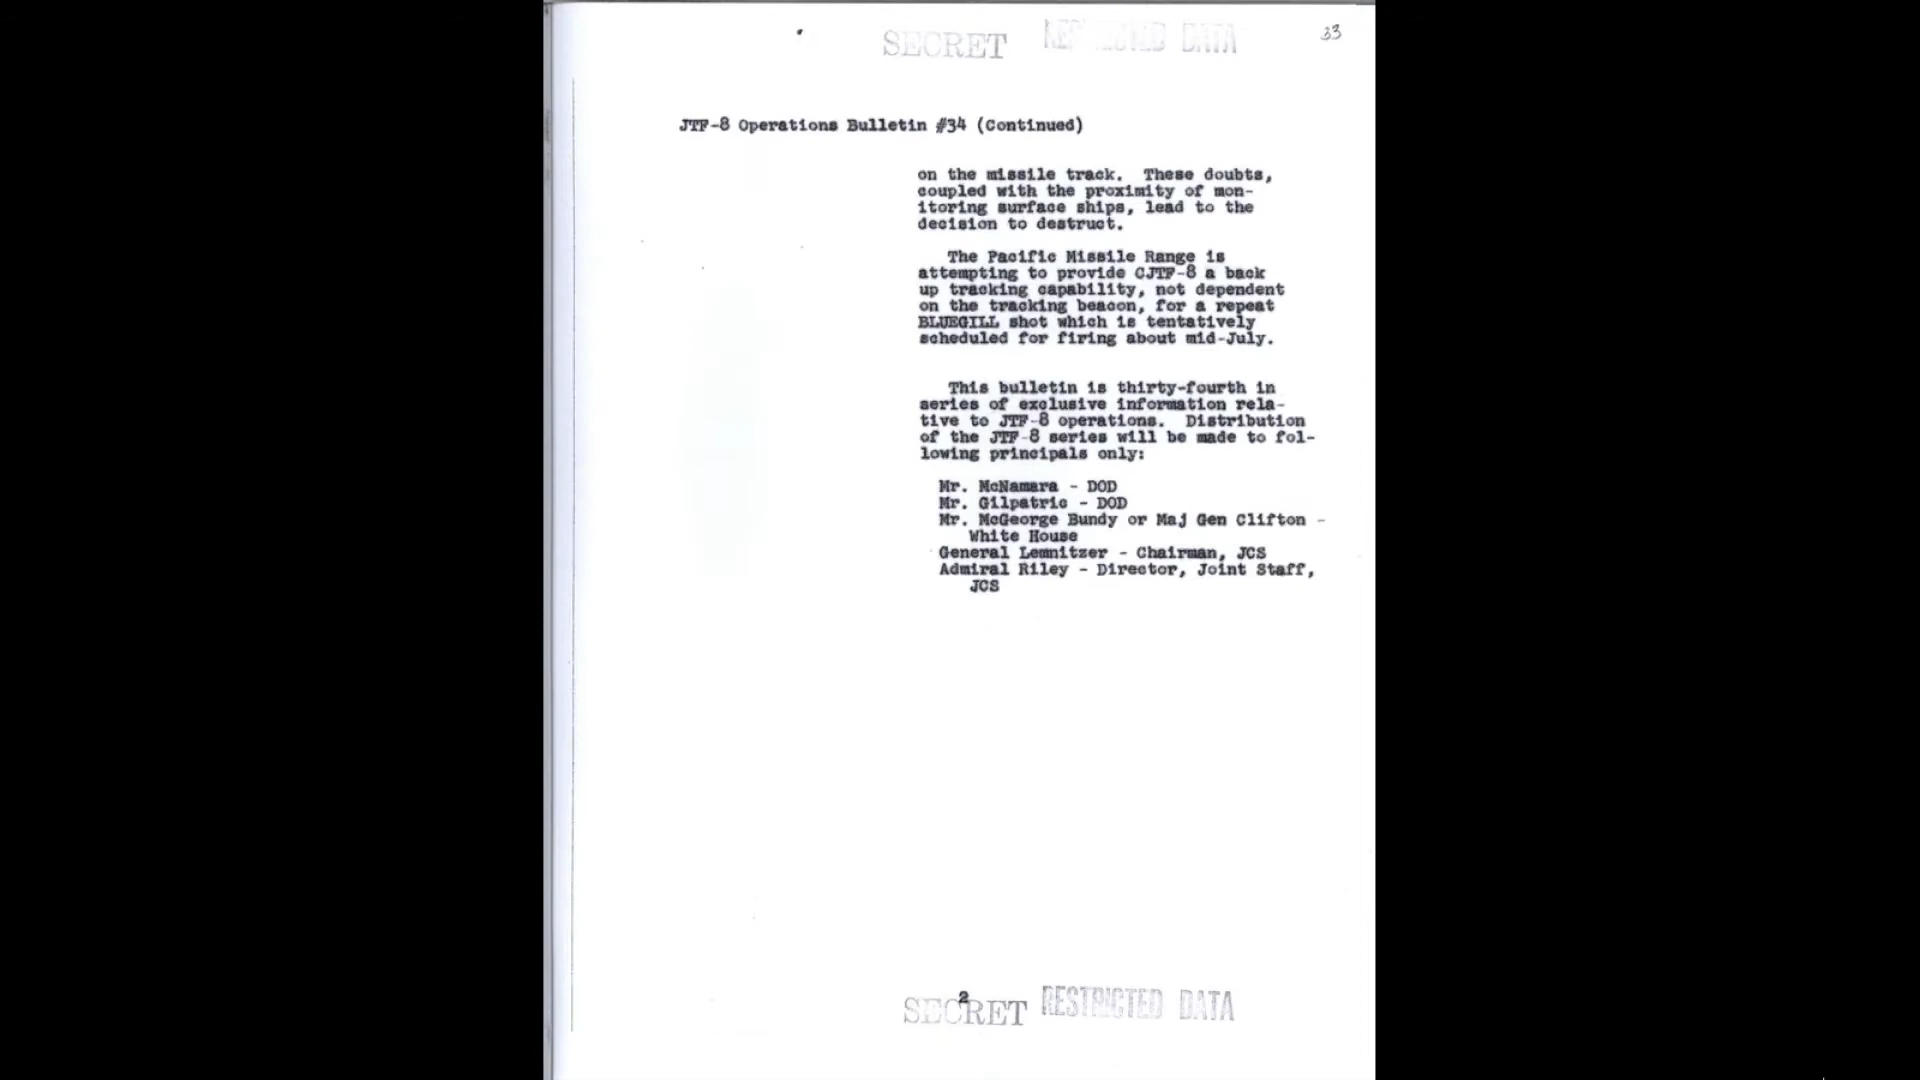 SECRET RESTRICTED DATA 33
JTF-8 Operations Bulletin #34 (Continued)
on the missile track. These doubts,
coupled with the proximity of mon-
itoring surface ships, lead to the
decision to destruct.
The Pacific Missile Range is
attempting to provide CJTF-8 a back
up tracking capability, not dependent
on the tracking beacon, for a repeat
BLUEGILL shot which is tentatively
scheduled for firing about mid-July.
This bulletin is thirty-fourth in
series of exclusive information rela-
tive to JTF-8 operations. Distribution
of the JTF-8 series will be made to fol-
lowing principals only:
Mr. McNamara - DOD
Mr. Gilpatric - DOD
Mr. McGeorge Bundy or Maj Gen Clifton -
White House
General Lemnitzer - Chairman, JCS
Admiral Riley - Director, Joint Staff,
JCS
2
SECRET RESTRICTED DATA